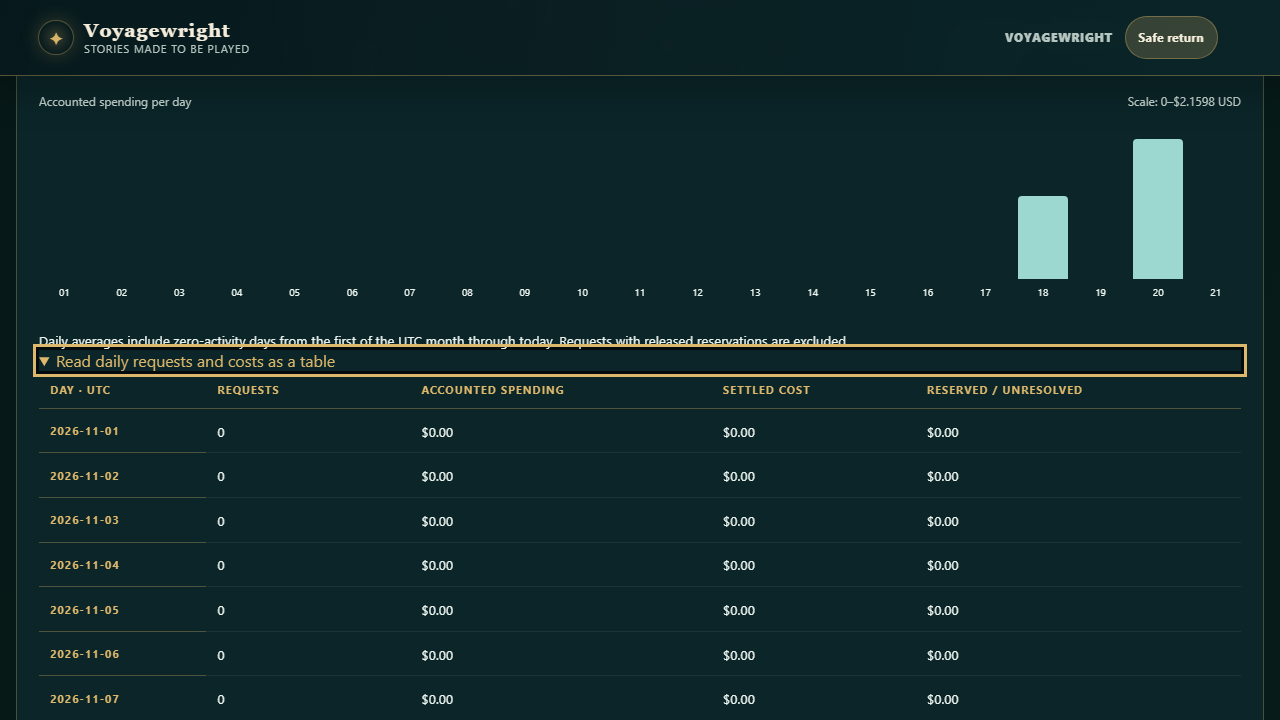 Voyagewright
STORIES MADE TO BE PLAYED
VOYAGEWRIGHT
Safe return
Accounted spending per day
Scale: 0–$2.1598 USD
01 02 03 04 05 06 07 08 09 10 11 12 13 14 15 16 17 18 19 20 21
Daily averages include zero-activity days from the first of the UTC month through today. Requests with released reservations are excluded
▼ Read daily requests and costs as a table
DAY · UTC REQUESTS ACCOUNTED SPENDING SETTLED COST RESERVED / UNRESOLVED
2026-11-01 0 $0.00 $0.00 $0.00
2026-11-02 0 $0.00 $0.00 $0.00
2026-11-03 0 $0.00 $0.00 $0.00
2026-11-04 0 $0.00 $0.00 $0.00
2026-11-05 0 $0.00 $0.00 $0.00
2026-11-06 0 $0.00 $0.00 $0.00
2026-11-07 0 $0.00 $0.00 $0.00